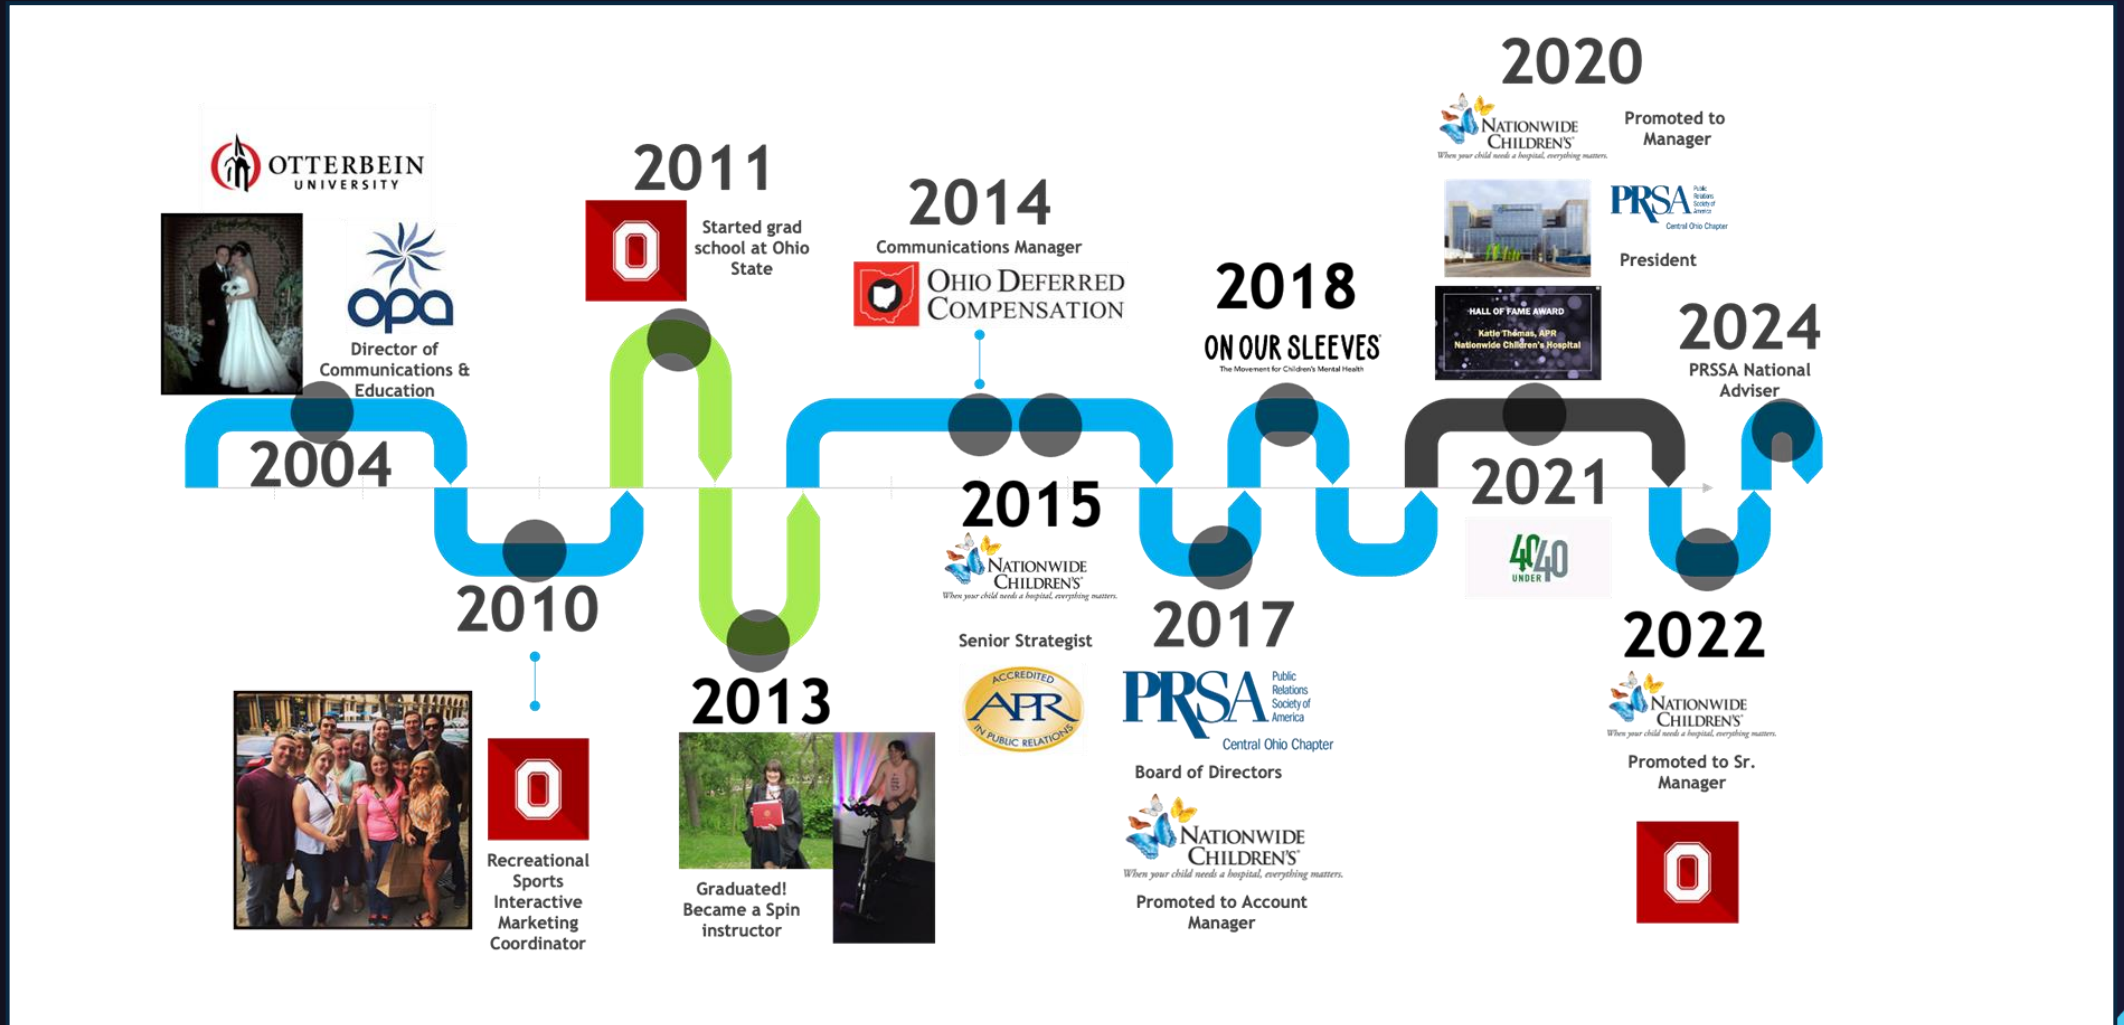 OTTERBEIN
UNIVERSITY
opa
Director of
Communications &
Education
2004
2010
O
Recreational
Sports
Interactive
Marketing
Coordinator
2011
O
Started grad
school at Ohio
State
2013
Graduated!
Became a Spin
instructor
2014
Communications Manager
OHIO DEFERRED
COMPENSATION
2015
NATIONWIDE
CHILDREN'S®
When your child needs a hospital, everything matters.
Senior Strategist
ACCREDITED
APR
IN PUBLIC RELATIONS
2017
PRSA
Public
Relations
Society of
America
Central Ohio Chapter
Board of Directors
NATIONWIDE
CHILDREN'S®
When your child needs a hospital, everything matters.
Promoted to Account
Manager
2018
ON OUR SLEEVES
The Movement for Children's Mental Health
2020
NATIONWIDE
CHILDREN'S®
When your child needs a hospital, everything matters.
Promoted to
Manager
PRSA
Public
Relations
Society of
America
Central Ohio Chapter
President
HALL OF FAME AWARD
Katie Thomas, APR
Nationwide Children's Hospital
2021
40
UNDER
40
2022
NATIONWIDE
CHILDREN'S®
When your child needs a hospital, everything matters.
Promoted to Sr.
Manager
O
2024
PRSSA National
Adviser